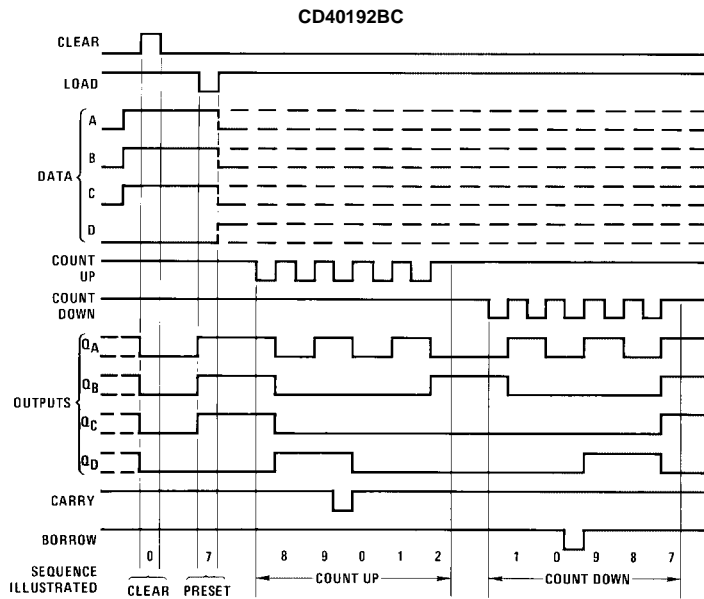 CD40192BC
CLEAR
LOAD
A
B
DATA
C
D
COUNT
UP
COUNT
DOWN
QA
QB
OUTPUTS
QC
QD
CARRY
BORROW
0 7 8 9 0 1 2 1 0 9 8 7
SEQUENCE
ILLUSTRATED
CLEAR PRESET COUNT UP COUNT DOWN